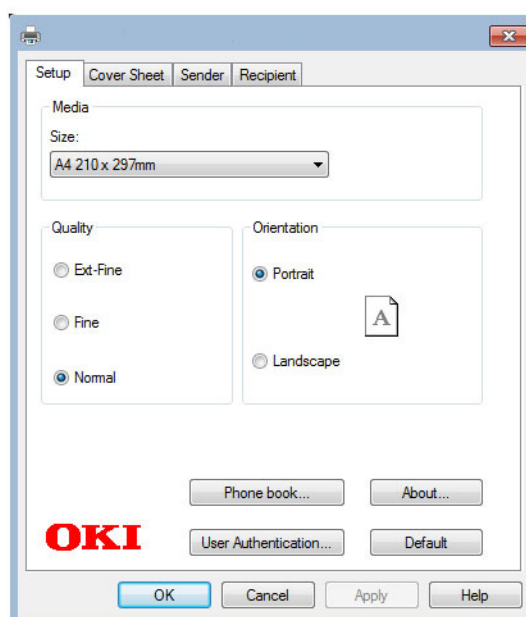 Setup Cover Sheet Sender Recipient
Media
Size:
A4 210 x 297mm
Quality Orientation
Ext-Fine Portrait
A
Fine
Landscape
Normal
Phone book... About...
OKI
User Authentication... Default
OK Cancel Apply Help